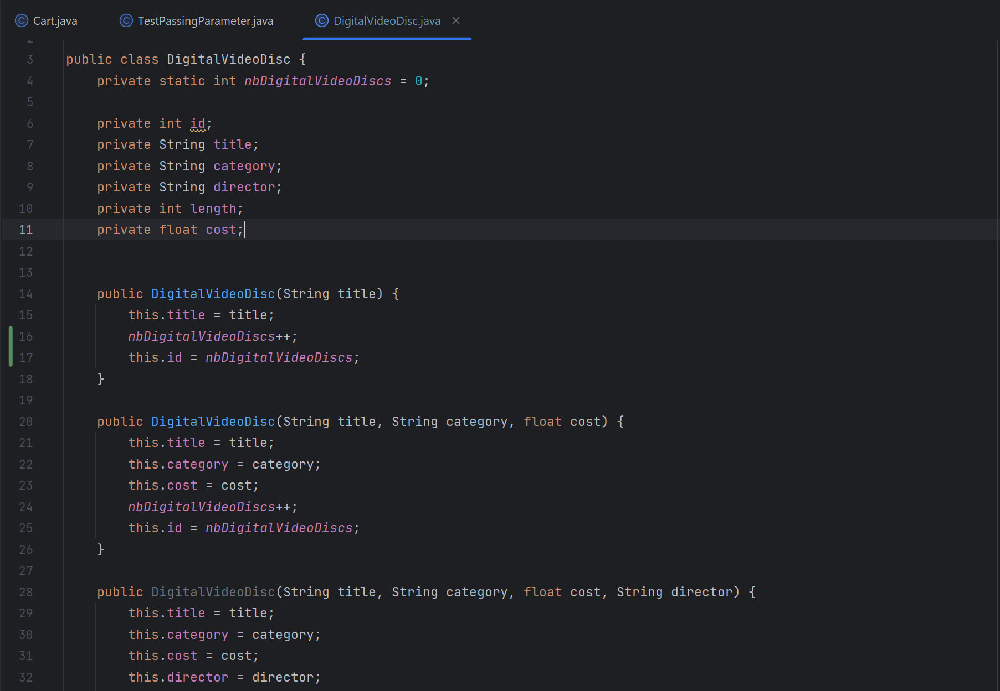 Cart.java TestPassingParameter.java DigitalVideoDisc.java
3 public class DigitalVideoDisc {
4     private static int nbDigitalVideoDiscs = 0;
5
6     private int id;
7     private String title;
8     private String category;
9     private String director;
10     private int length;
11     private float cost;
12
13
14     public DigitalVideoDisc(String title) {
15         this.title = title;
16         nbDigitalVideoDiscs++;
17         this.id = nbDigitalVideoDiscs;
18     }
19
20     public DigitalVideoDisc(String title, String category, float cost) {
21         this.title = title;
22         this.category = category;
23         this.cost = cost;
24         nbDigitalVideoDiscs++;
25         this.id = nbDigitalVideoDiscs;
26     }
27
28     public DigitalVideoDisc(String title, String category, float cost, String director) {
29         this.title = title;
30         this.category = category;
31         this.cost = cost;
32         this.director = director;